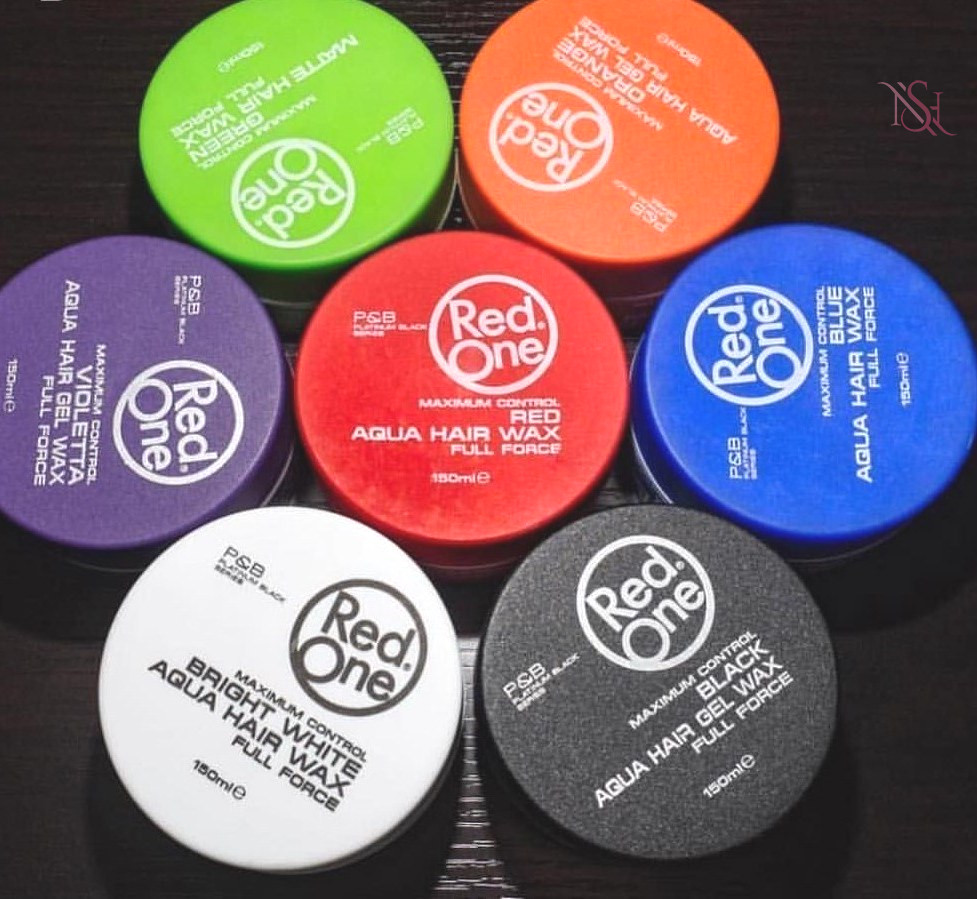 Red.
One
MAXIMUM CONTROL
GREEN
MATTE HAIR WAX
FULL FORCE
150ml e
P&B
PLATINUM BLACK
Red.
One
MAXIMUM CONTROL
ORANGE
AQUA HAIR GEL WAX
FULL FORCE
150ml e
P&B
PLATINUM BLACK
NSH
P&B
PLATINUM BLACK
SERIES
Red.
One
MAXIMUM CONTROL
VIOLETTA
AQUA HAIR GEL WAX
FULL FORCE
150ml e
P&B
PLATINUM BLACK
SERIES
Red.
One
MAXIMUM CONTROL
RED
AQUA HAIR WAX
FULL FORCE
150ml e
P&B
PLATINUM BLACK
SERIES
Red.
One
MAXIMUM CONTROL
BLUE
AQUA HAIR WAX
FULL FORCE
150ml e
P&B
PLATINUM BLACK
SERIES
Red.
One
MAXIMUM CONTROL
BRIGHT WHITE
AQUA HAIR WAX
FULL FORCE
150ml e
P&B
PLATINUM BLACK
SERIES
Red.
One
MAXIMUM CONTROL
BLACK
AQUA HAIR GEL WAX
FULL FORCE
150ml e